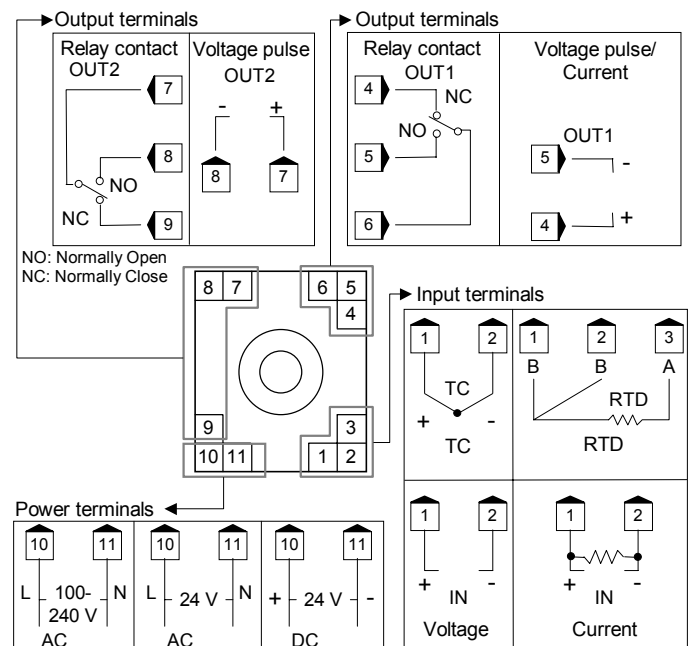 Output terminals
Relay contact
OUT2
7
8
NO
NC
9
Voltage pulse
OUT2
- +
8 7
NO: Normally Open
NC: Normally Close
Output terminals
Relay contact
OUT1
4
NC
NO
5
6
Voltage pulse/
Current
OUT1
5 -
4 +
8 7
6 5
4
9
3
10 11
1 2
Input terminals
1 2
TC
+ -
TC
1 2 3
B B A
RTD
RTD
1 2
+ -
IN
Voltage
1 2
+ -
IN
Current
Power terminals
10 11
L 100- N
240 V
AC
10 11
L 24 V N
AC
10 11
+ 24 V -
DC